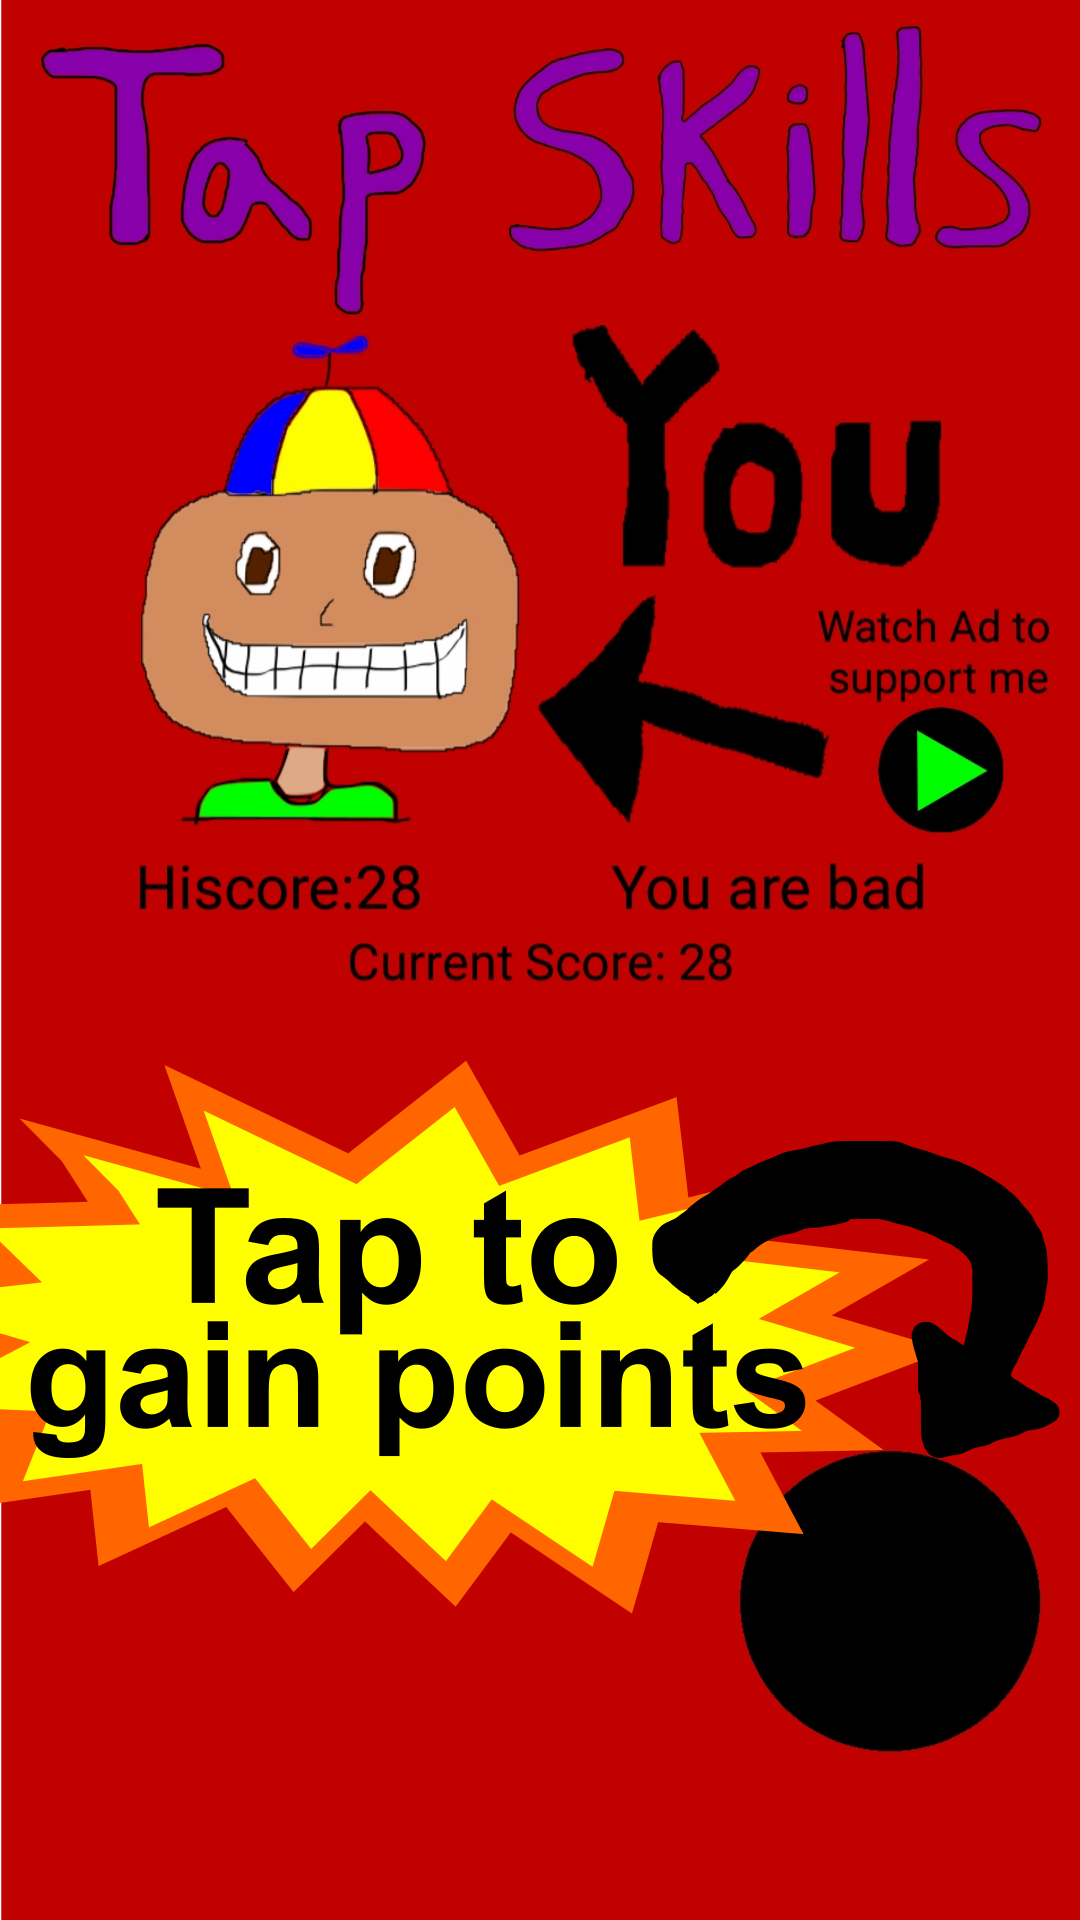 Tap Skills
You
Watch Ad to
support me
Hiscore:28
You are bad
Current Score: 28
Tap to
gain points